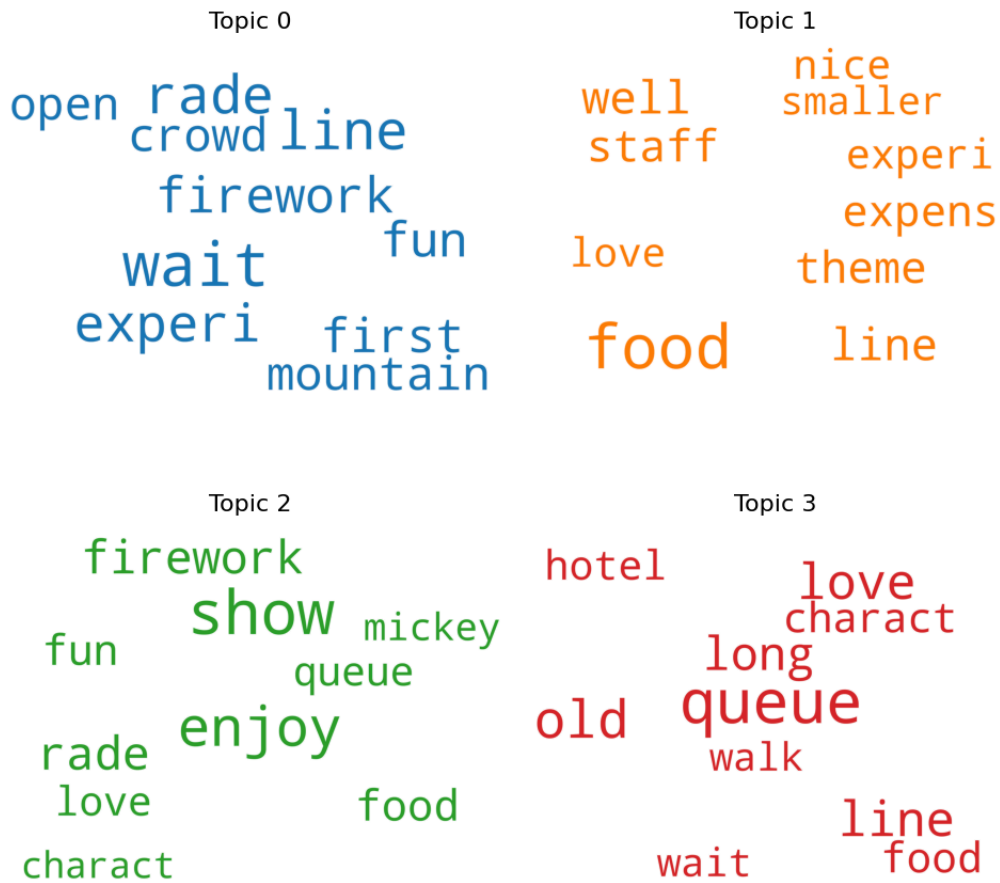 Topic 0
open
rade
crowd
line
firework
fun
wait
experi
first
mountain
Topic 1
nice
well
smaller
staff
experi
expens
love
theme
food
line
Topic 2
firework
show
mickey
fun
queue
enjoy
rade
love
food
charact
Topic 3
hotel
love
charact
long
queue
old
walk
line
food
wait